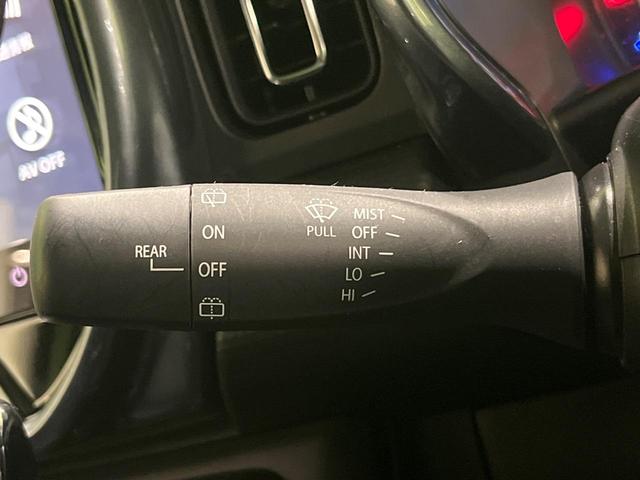 AV OFF
REAR
ON
OFF
PULL
MIST
OFF
INT
LO
HI